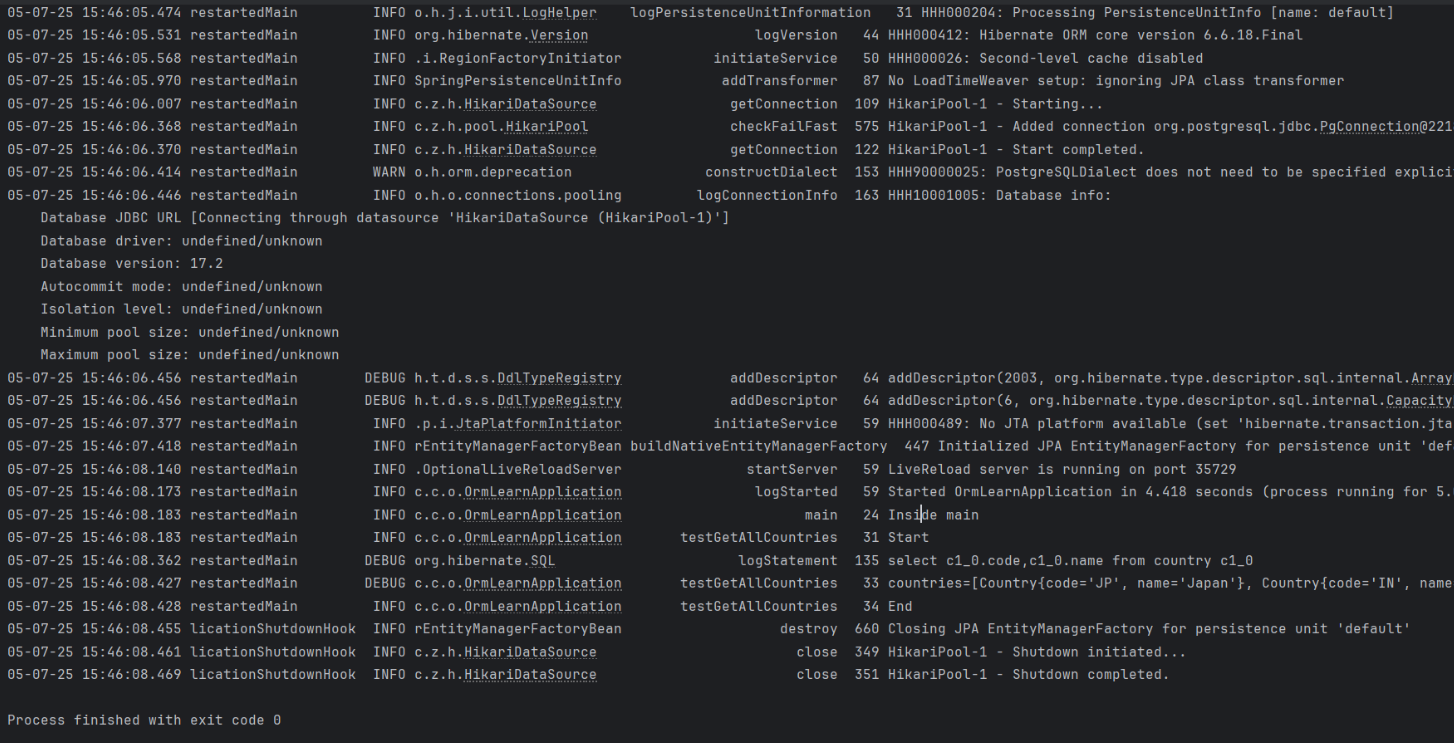 05-07-25 15:46:05.474 restartedMain         INFO o.h.j.i.util.LogHelper    logPersistenceUnitInformation   31 HHH000204: Processing PersistenceUnitInfo [name: default]
05-07-25 15:46:05.531 restartedMain         INFO org.hibernate.Version                    logVersion   44 HHH000412: Hibernate ORM core version 6.6.18.Final
05-07-25 15:46:05.568 restartedMain         INFO .i.RegionFactoryInitiator           initiateService   50 HHH000026: Second-level cache disabled
05-07-25 15:46:05.970 restartedMain         INFO SpringPersistenceUnitInfo            addTransformer   87 No LoadTimeWeaver setup: ignoring JPA class transformer
05-07-25 15:46:06.007 restartedMain         INFO c.z.h.HikariDataSource                getConnection  109 HikariPool-1 - Starting...
05-07-25 15:46:06.368 restartedMain         INFO c.z.h.pool.HikariPool                 checkFailFast  575 HikariPool-1 - Added connection org.postgresql.jdbc.PgConnection@221
05-07-25 15:46:06.370 restartedMain         INFO c.z.h.HikariDataSource                getConnection  122 HikariPool-1 - Start completed.
05-07-25 15:46:06.414 restartedMain         WARN o.h.orm.deprecation                constructDialect  153 HHH90000025: PostgreSQLDialect does not need to be specified explici
05-07-25 15:46:06.446 restartedMain         INFO o.h.o.connections.pooling         logConnectionInfo  163 HHH10001005: Database info:
    Database JDBC URL [Connecting through datasource 'HikariDataSource (HikariPool-1)']
    Database driver: undefined/unknown
    Database version: 17.2
    Autocommit mode: undefined/unknown
    Isolation level: undefined/unknown
    Minimum pool size: undefined/unknown
    Maximum pool size: undefined/unknown
05-07-25 15:46:06.456 restartedMain        DEBUG h.t.d.s.s.DdlTypeRegistry             addDescriptor   64 addDescriptor(2003, org.hibernate.type.descriptor.sql.internal.Array
05-07-25 15:46:06.456 restartedMain        DEBUG h.t.d.s.s.DdlTypeRegistry             addDescriptor   64 addDescriptor(6, org.hibernate.type.descriptor.sql.internal.Capacity
05-07-25 15:46:07.377 restartedMain         INFO .p.i.JtaPlatformInitiator           initiateService   59 HHH000489: No JTA platform available (set 'hibernate.transaction.jta
05-07-25 15:46:07.418 restartedMain         INFO rEntityManagerFactoryBean buildNativeEntityManagerFactory  447 Initialized JPA EntityManagerFactory for persistence unit 'def
05-07-25 15:46:08.140 restartedMain         INFO .OptionalLiveReloadServer               startServer   59 LiveReload server is running on port 35729
05-07-25 15:46:08.173 restartedMain         INFO c.c.o.OrmLearnApplication                logStarted   59 Started OrmLearnApplication in 4.418 seconds (process running for 5.
05-07-25 15:46:08.183 restartedMain         INFO c.c.o.OrmLearnApplication                      main   24 Inside main
05-07-25 15:46:08.183 restartedMain         INFO c.c.o.OrmLearnApplication       testGetAllCountries   31 Start
05-07-25 15:46:08.362 restartedMain        DEBUG org.hibernate.SQL                      logStatement  135 select c1_0.code,c1_0.name from country c1_0
05-07-25 15:46:08.427 restartedMain        DEBUG c.c.o.OrmLearnApplication       testGetAllCountries   33 countries=[Country{code='JP', name='Japan'}, Country{code='IN', name
05-07-25 15:46:08.428 restartedMain         INFO c.c.o.OrmLearnApplication       testGetAllCountries   34 End
05-07-25 15:46:08.455 licationShutdownHook  INFO rEntityManagerFactoryBean                   destroy  660 Closing JPA EntityManagerFactory for persistence unit 'default'
05-07-25 15:46:08.461 licationShutdownHook  INFO c.z.h.HikariDataSource                        close  349 HikariPool-1 - Shutdown initiated...
05-07-25 15:46:08.469 licationShutdownHook  INFO c.z.h.HikariDataSource                        close  351 HikariPool-1 - Shutdown completed.
Process finished with exit code 0